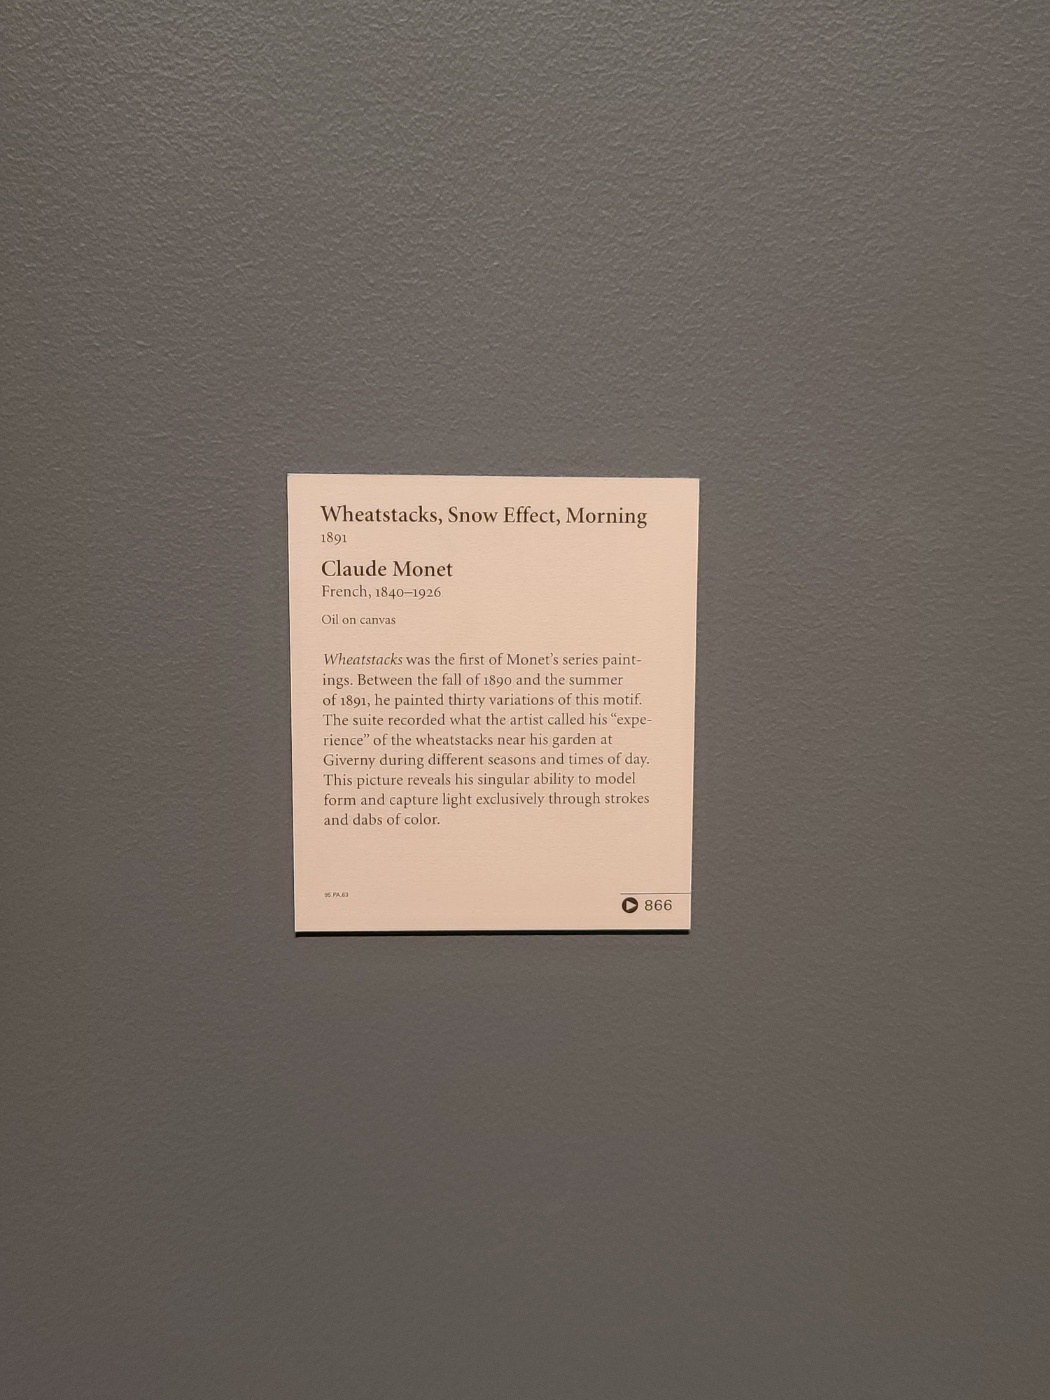 Wheatstacks, Snow Effect, Morning
1891
Claude Monet
French, 1840–1926
Oil on canvas
Wheatstacks was the first of Monet’s series paint-
ings. Between the fall of 1890 and the summer
of 1891, he painted thirty variations of this motif.
The suite recorded what the artist called his “expe-
rience” of the wheatstacks near his garden at
Giverny during different seasons and times of day.
This picture reveals his singular ability to model
form and capture light exclusively through strokes
and dabs of color.
95.PA.63
866